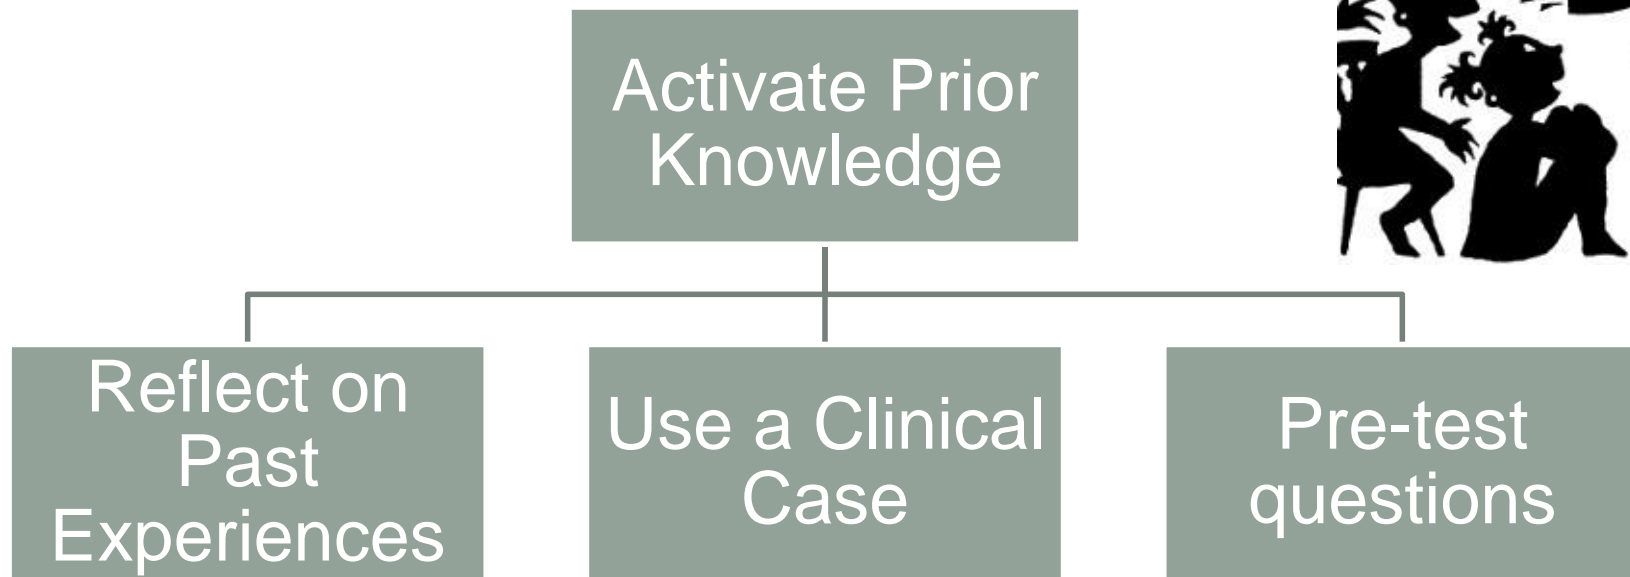 Activate Prior
Knowledge
Reflect on
Past
Experiences
Use a Clinical
Case
Pre-test
questions